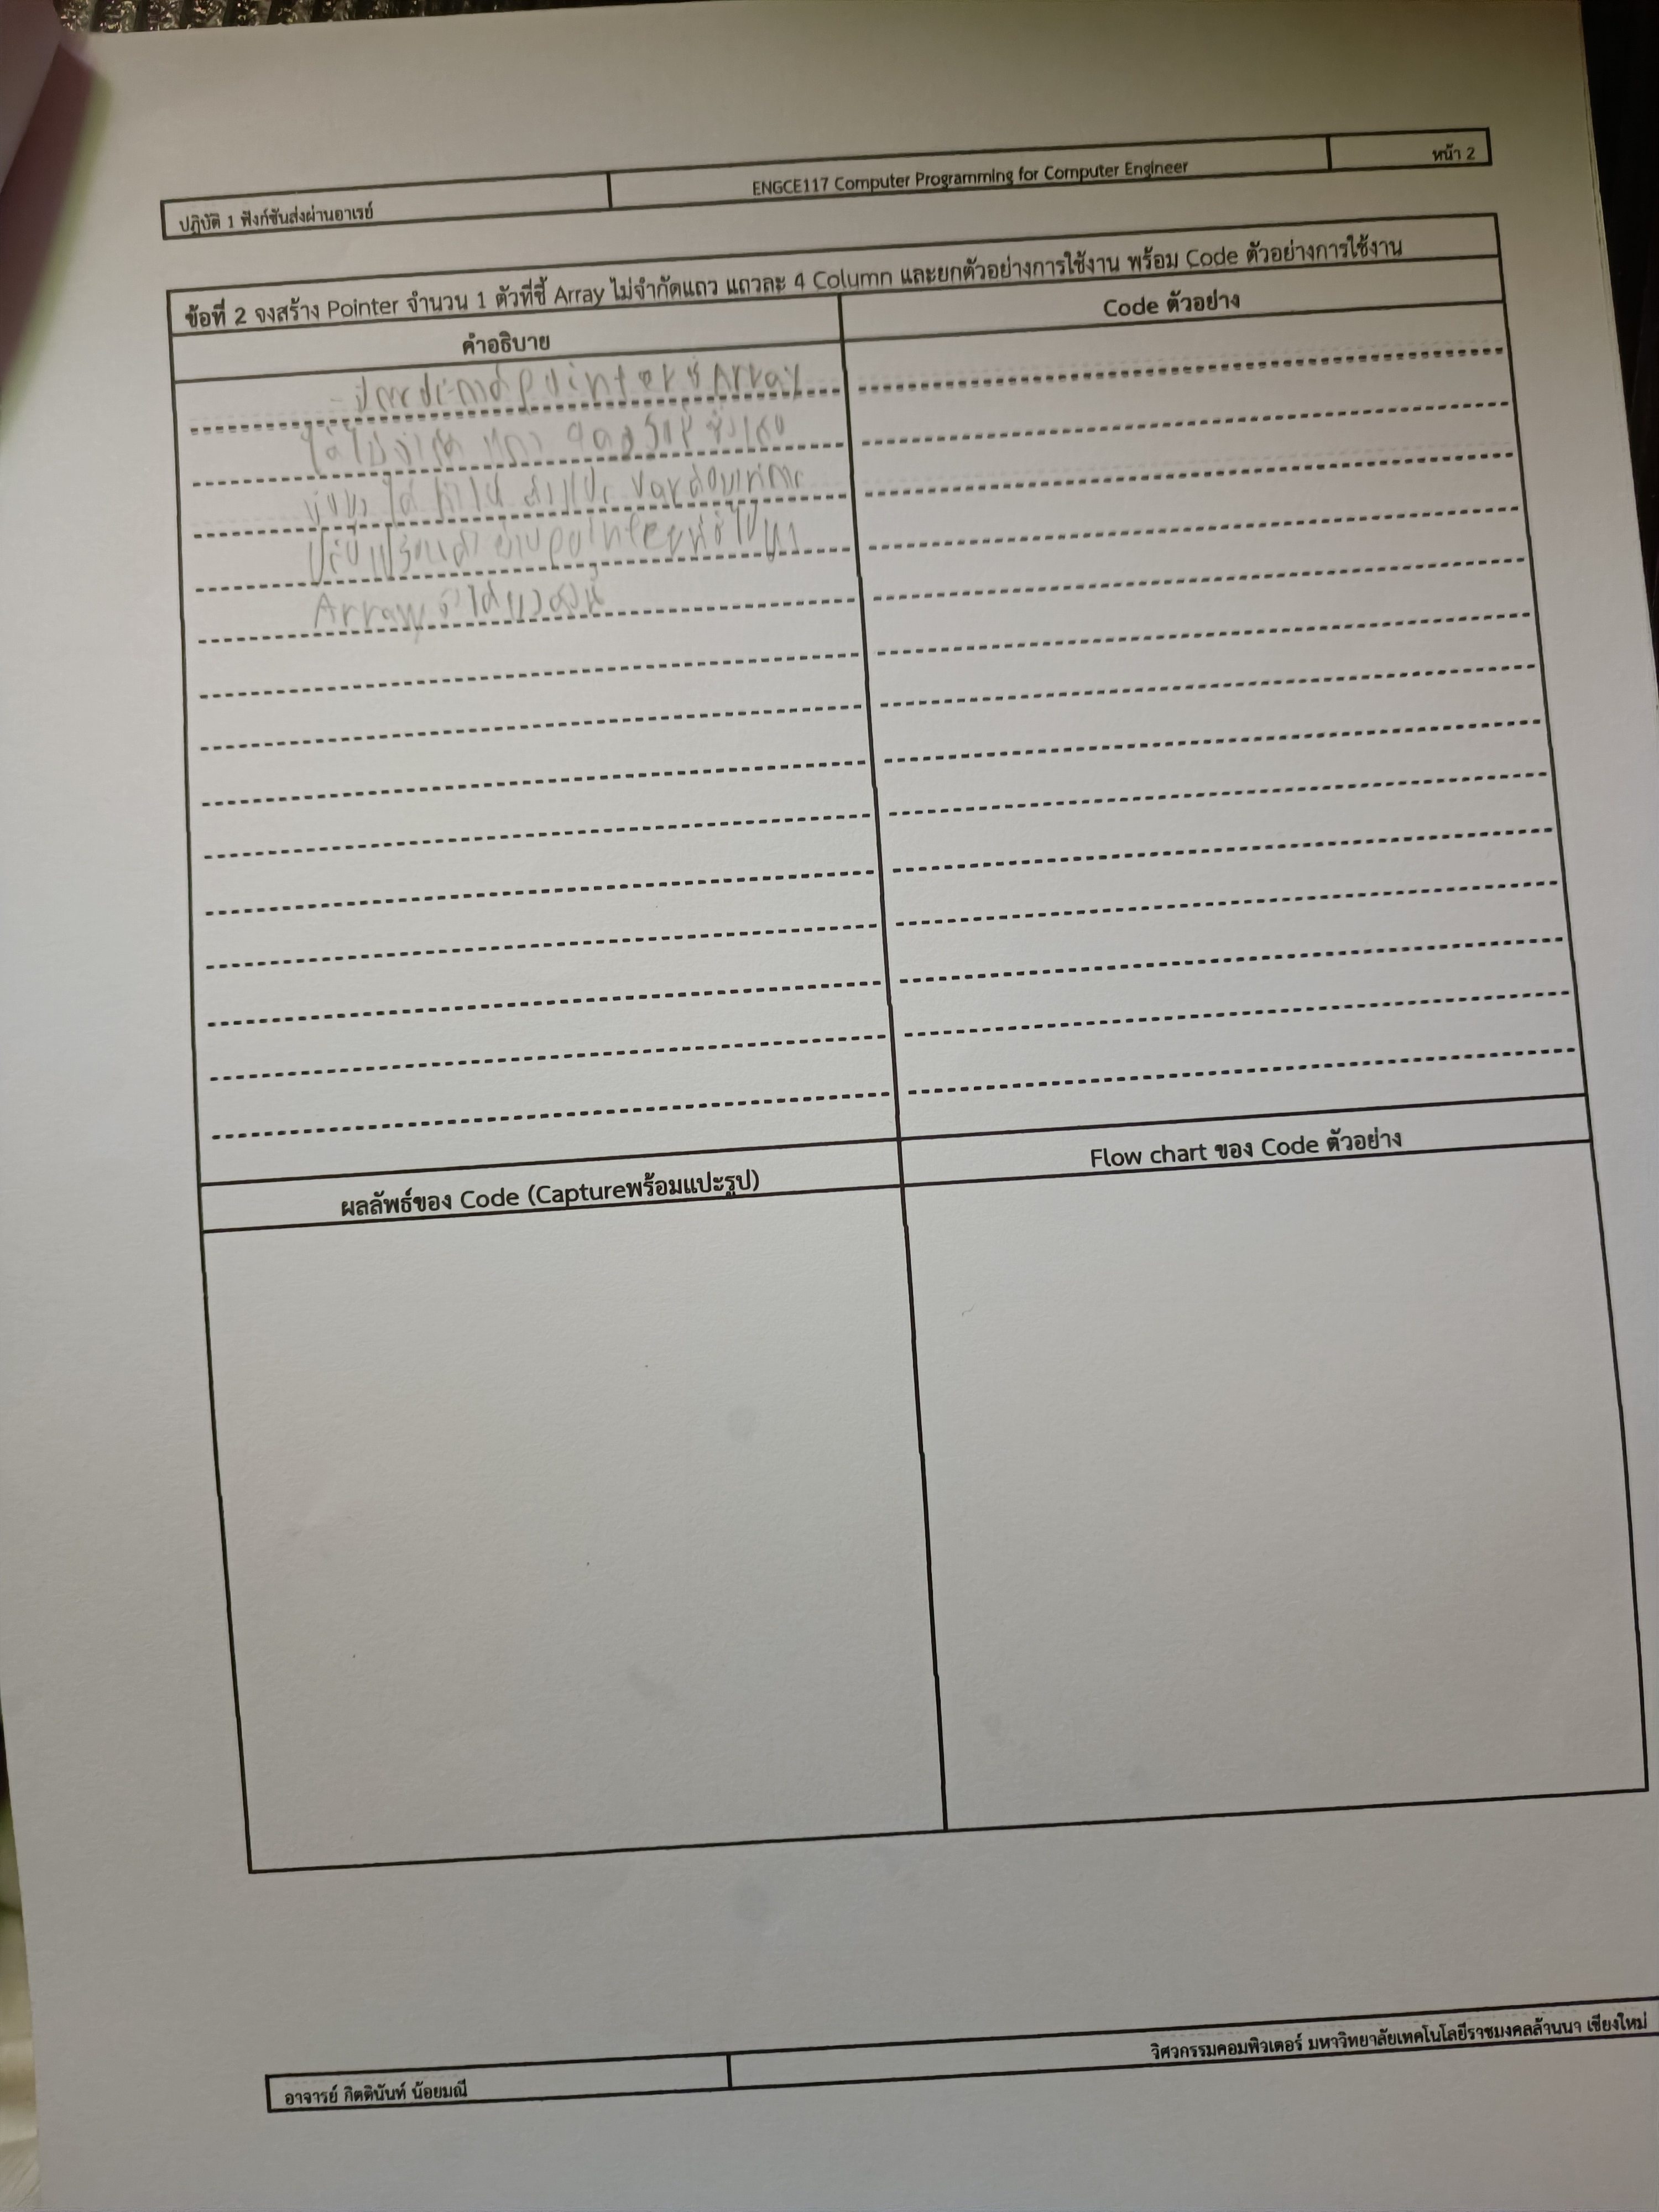 ปฏิบัติ 1 ฟังก์ชันส่งผ่านอาเรย์
ENGCE117 Computer Programming for Computer Engineer
หน้า 2
ข้อที่ 2 จงสร้าง Pointer จำนวน 1 ตัวที่ชี้ Array ไม่จำกัดแถว แถวละ 4 Column และยกตัวอย่างการใช้งาน พร้อม Code ตัวอย่างการใช้งาน
คำอธิบาย
Code ตัวอย่าง
pointer ชี้ Array
ได้ไม่จำกัด แถว
pointer
Array
ผลลัพธ์ของ Code (Captureพร้อมแปะรูป)
Flow chart ของ Code ตัวอย่าง
อาจารย์ กิตตินันท์ น้อยมณี
วิศวกรรมคอมพิวเตอร์ มหาวิทยาลัยเทคโนโลยีราชมงคลล้านนา เชียงใหม่